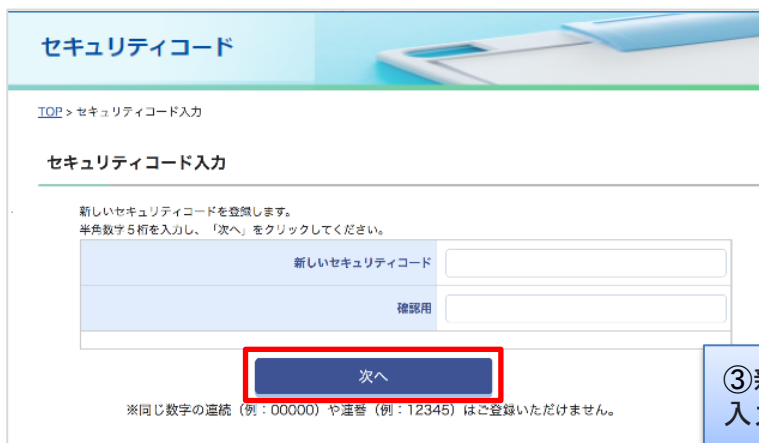 セキュリティコード
TOP > セキュリティコード入力
セキュリティコード入力
新しいセキュリティコードを登録します。
半角数字５桁を入力し、「次へ」をクリックしてください。
新しいセキュリティコード
確認用
次へ
※同じ数字の連続（例：00000）や連番（例：12345）はご登録いただけません。
③新
入